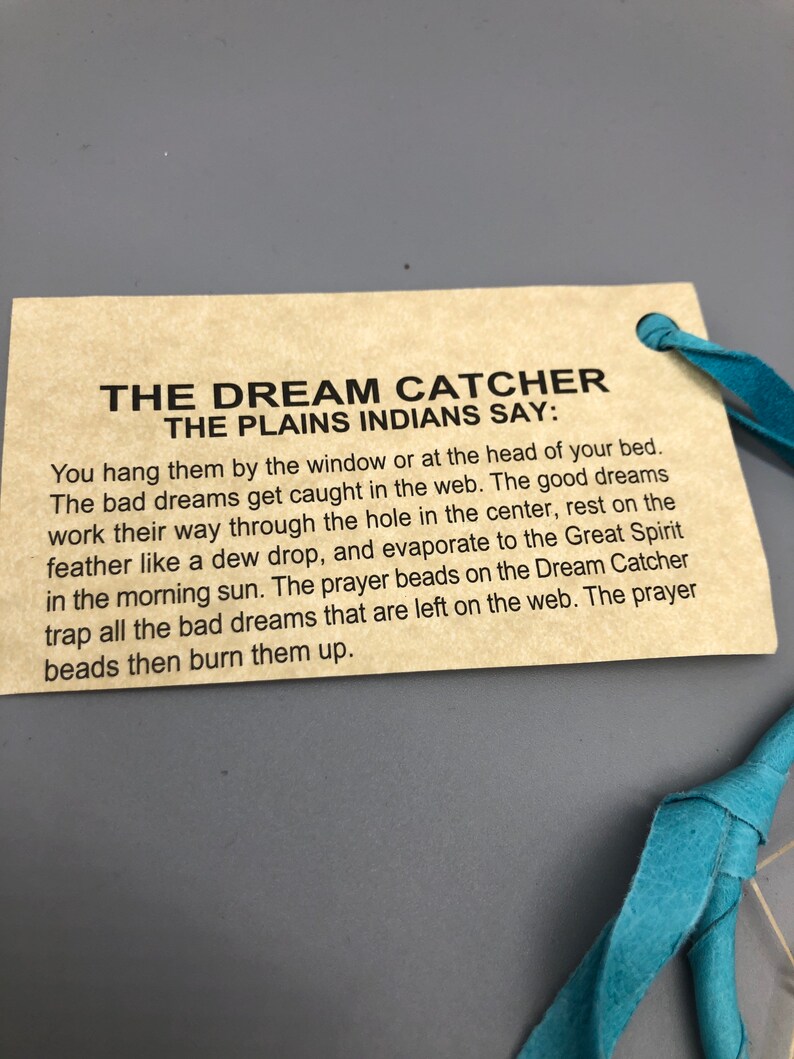 THE DREAM CATCHER
THE PLAINS INDIANS SAY:
You hang them by the window or at the head of your bed.
The bad dreams get caught in the web. The good dreams
work their way through the hole in the center, rest on the
feather like a dew drop, and evaporate to the Great Spirit
in the morning sun. The prayer beads on the Dream Catcher
trap all the bad dreams that are left on the web. The prayer
beads then burn them up.